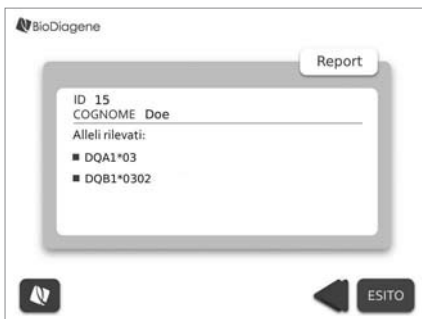 BioDiagene
Report
ID 15
COGNOME Doe
Alleli rilevati:
■ DQA1*03
■ DQB1*0302
ESITO